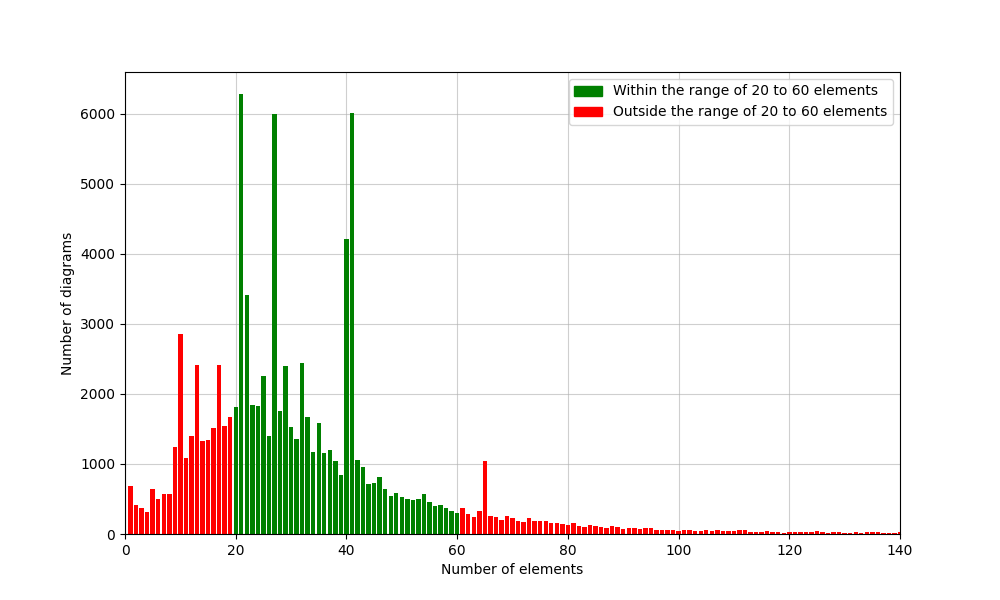 Within the range of 20 to 60 elements
Outside the range of 20 to 60 elements
6000
5000
4000
3000
2000
1000
0
0 20 40 60 80 100 120 140
Number of diagrams
Number of elements